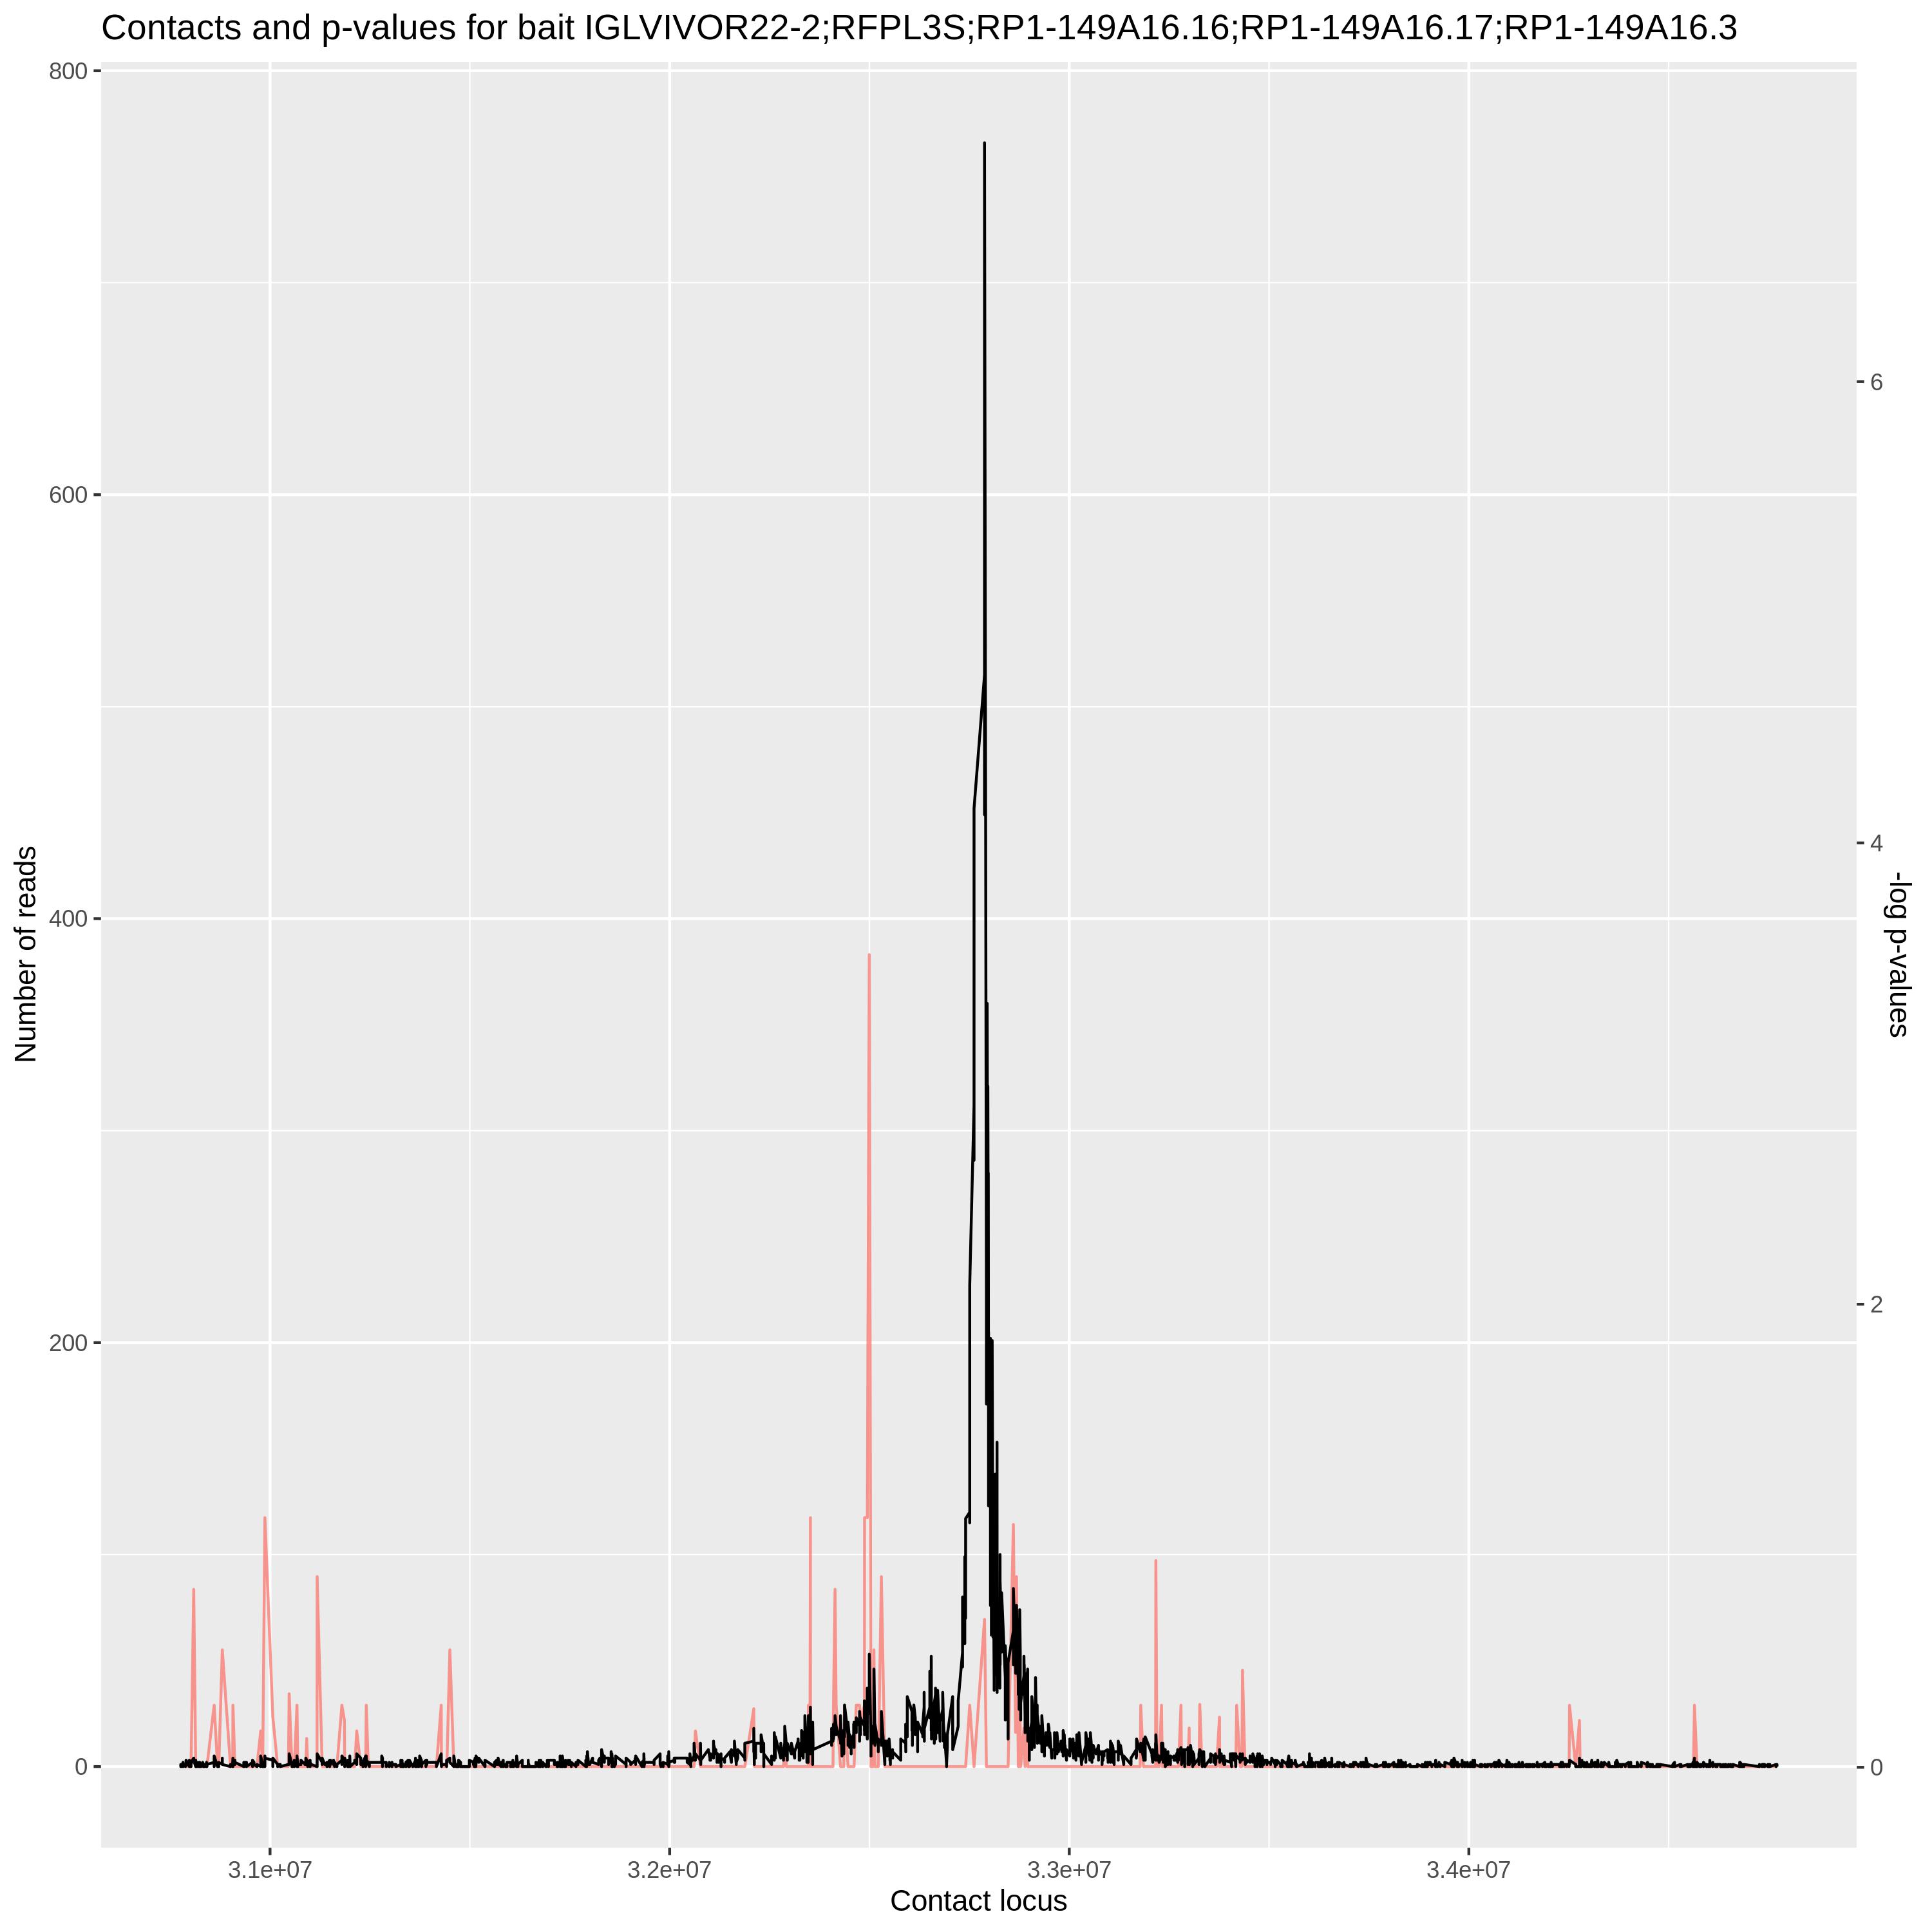 Contacts and p-values for bait IGLVIVOR22-2;RFPL3S;RP1-149A16.16;RP1-149A16.17;RP1-149A16.3
800
600
400
200
0
Number of reads
6
4
2
0
-log p-values
3.1e+07 3.2e+07 3.3e+07 3.4e+07
Contact locus